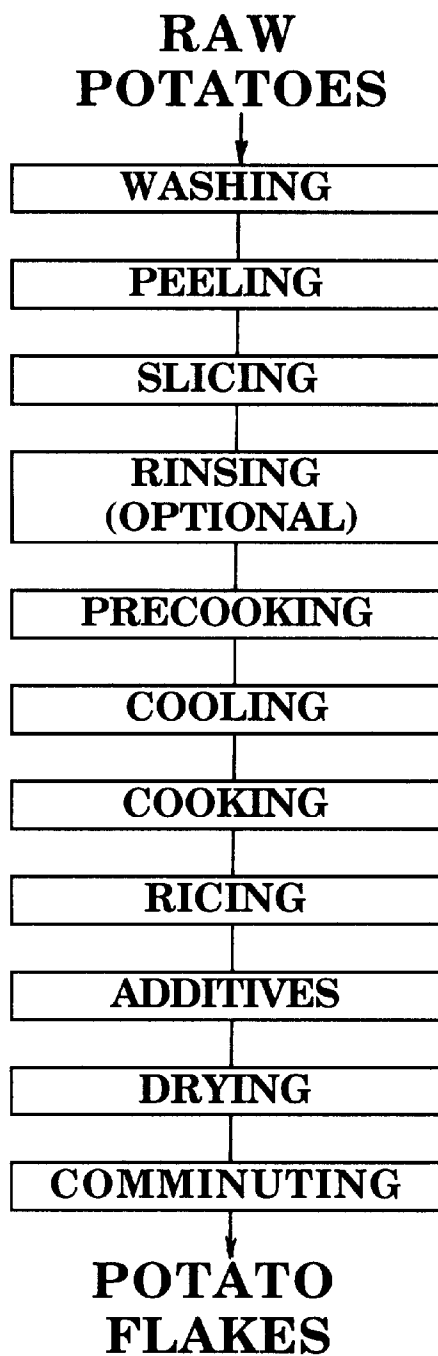 RAW
POTATOES
WASHING
PEELING
SLICING
RINSING
(OPTIONAL)
PRECOOKING
COOLING
COOKING
RICING
ADDITIVES
DRYING
COMMINUTING
POTATO
FLAKES